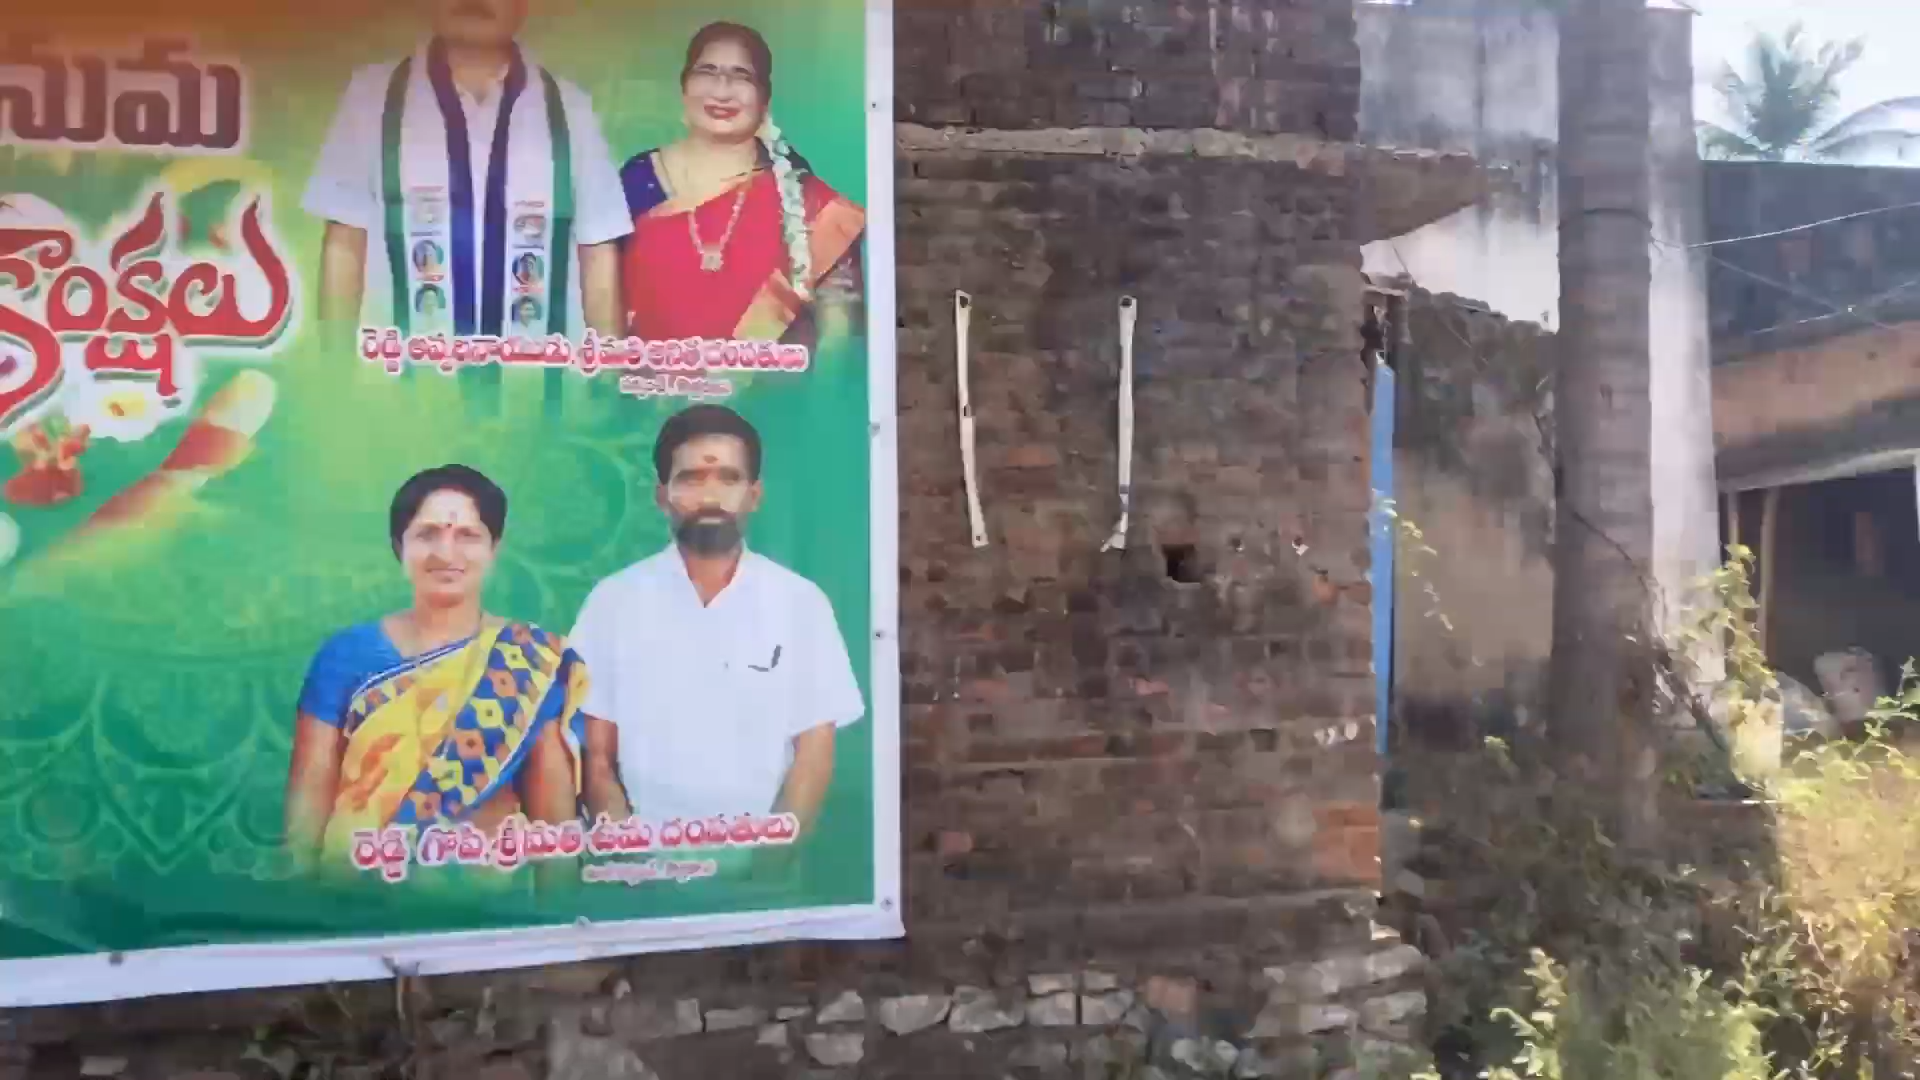 నుమ
కాంక్షలు
రెడ్డి అప్పలనాయుడు, శ్రీమతి అనిత దంపతులు
రెడ్డి గోపి, శ్రీమతి ఉమ దంపతులు